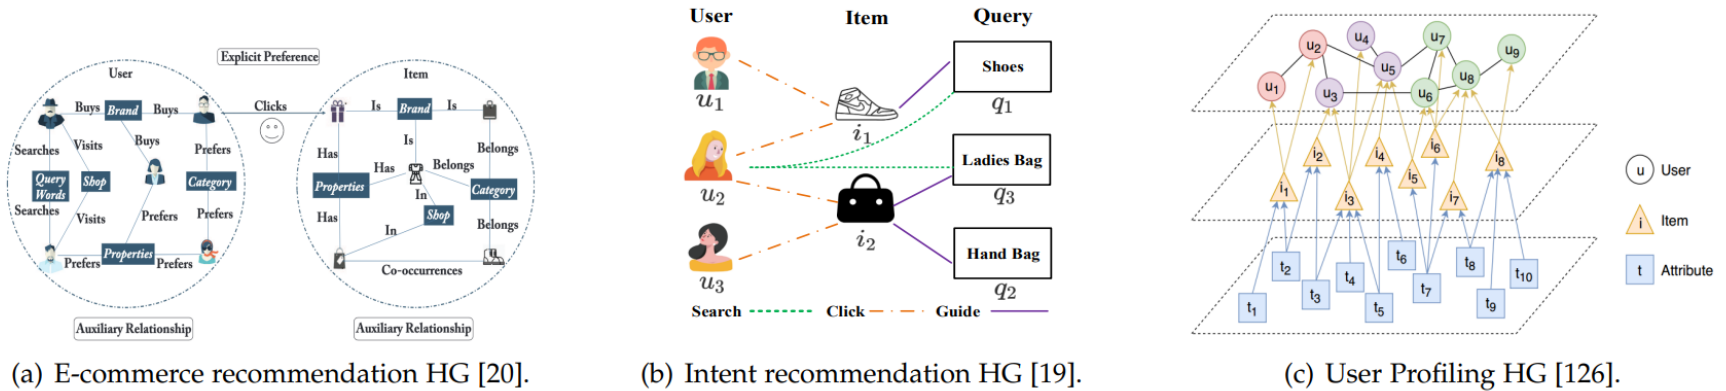 Explicit Preference
User
Item
Buys
Brand
Buys
Clicks
Is
Brand
Is
Searches
Visits
Buys
Prefers
Has
Is
Belongs
Query
Words
Shop
Category
Properties
Has
Belongs
Category
Searches
Visits
Prefers
Prefers
Has
In
Shop
Belongs
Prefers
Properties
Prefers
In
Co-occurrences
Auxiliary Relationship
Auxiliary Relationship
(a) E-commerce recommendation HG [20].
User
Item
Query
u1
Shoes
q1
i1
u2
Ladies Bag
q3
i2
u3
Hand Bag
q2
Search
Click
Guide
(b) Intent recommendation HG [19].
u1
u2
u3
u4
u5
u6
u7
u8
u9
i1
i2
i3
i4
i5
i6
i7
i8
t1
t2
t3
t4
t5
t6
t7
t8
t9
t10
u User
i Item
t Attribute
(c) User Profiling HG [126].